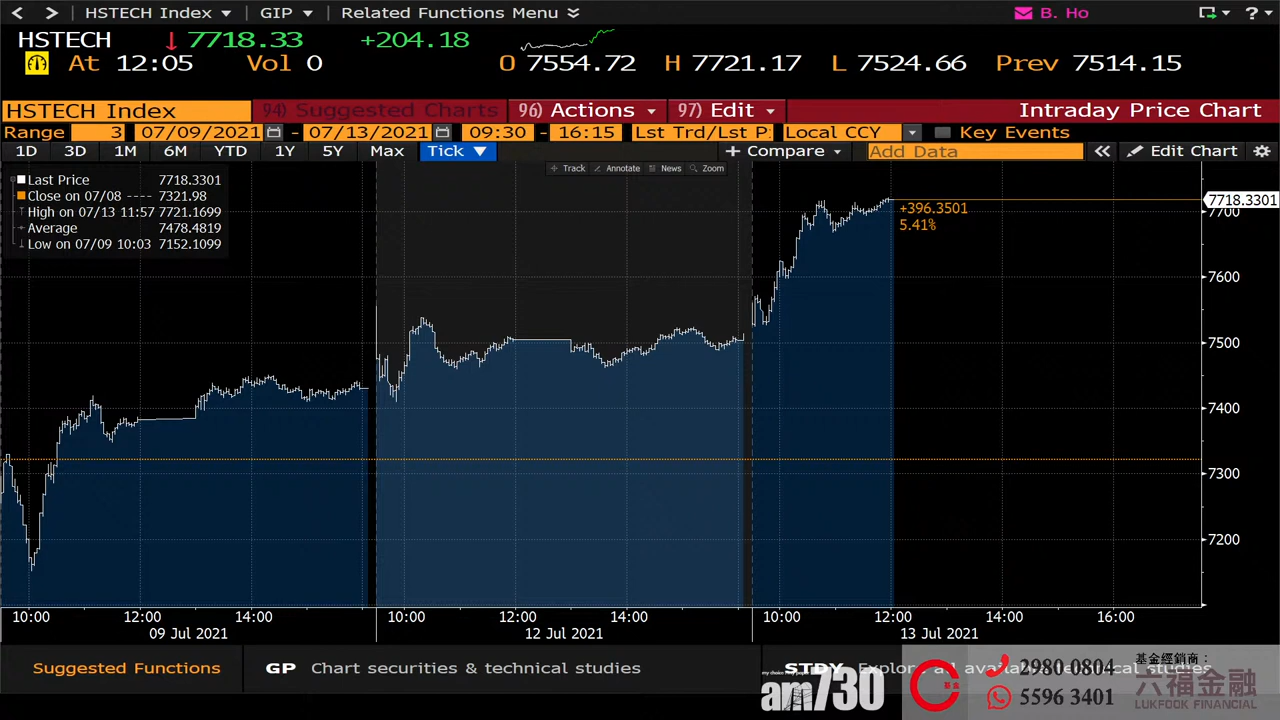 HSTECH Index GIP Related Functions Menu B. Ho ?
HSTECH 7718.33 +204.18
At 12:05 Vol 0 O 7554.72 H 7721.17 L 7524.66 Prev 7514.15
HSTECH Index 94) Suggested Charts 96) Actions 97) Edit Intraday Price Chart
Range 3 07/09/2021 - 07/13/2021 09:30 - 16:15 Lst Trd/Lst P Local CCY Key Events
1D 3D 1M 6M YTD 1Y 5Y Max Tick + Compare Add Data « Edit Chart
Track Annotate News Zoom
Last Price 7718.3301
Close on 07/08 ---- 7321.98
High on 07/13 11:57 7721.1699
Average 7478.4819
Low on 07/09 10:03 7152.1099
+396.3501
5.41%
7718.3301
7700
7600
7500
7400
7300
7200
10:00 12:00 14:00 10:00 12:00 14:00 10:00 12:00 14:00 16:00
09 Jul 2021 12 Jul 2021 13 Jul 2021
Suggested Functions GP Chart securities & technical studies STDY
am730
基金
2980 0804
5596 3401
基金經銷商：
六福金融
LUKFOOK FINANCIAL